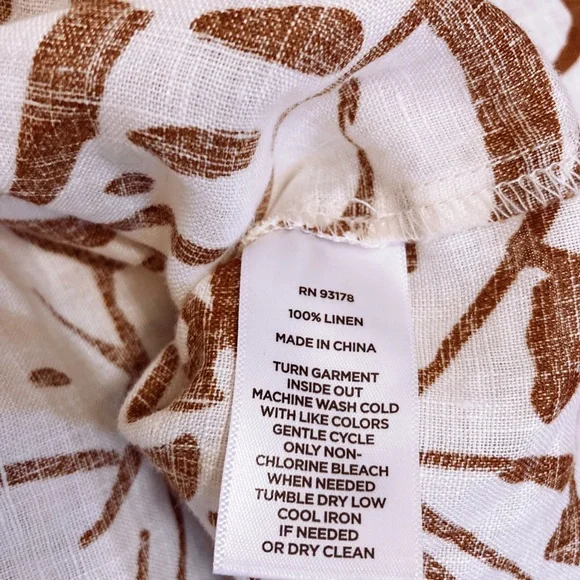 RN 93178
100% LINEN
MADE IN CHINA
TURN GARMENT
INSIDE OUT
MACHINE WASH COLD
WITH LIKE COLORS
GENTLE CYCLE
ONLY NON-
CHLORINE BLEACH
WHEN NEEDED
TUMBLE DRY LOW
COOL IRON
IF NEEDED
OR DRY CLEAN